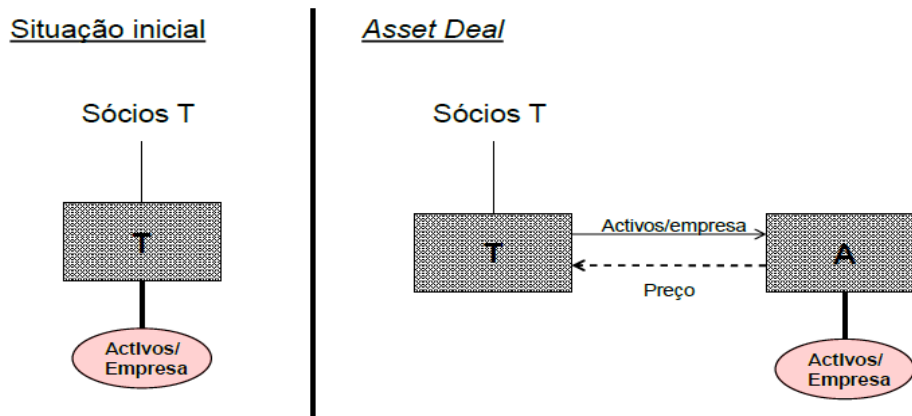 Situação inicial
Sócios T
T
Activos/
Empresa
Asset Deal
Sócios T
T
Activos/empresa
Preço
A
Activos/
Empresa